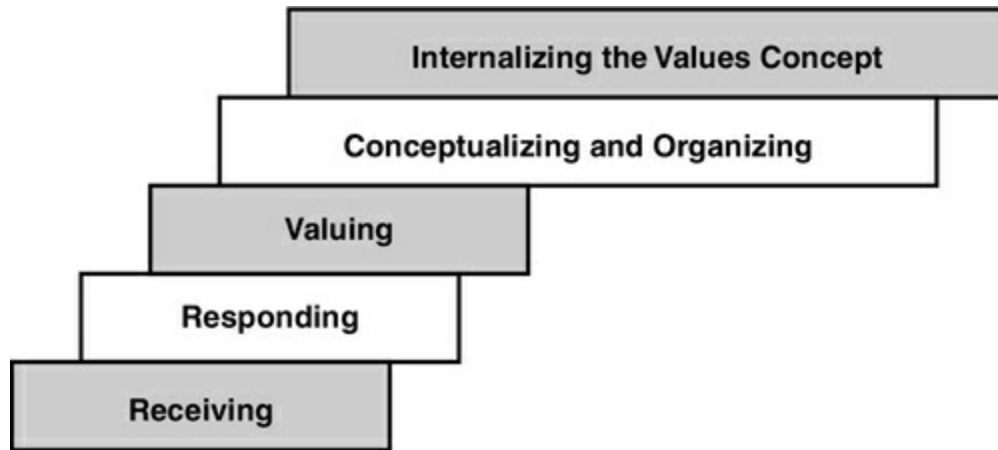 Internalizing the Values Concept
Conceptualizing and Organizing
Valuing
Responding
Receiving